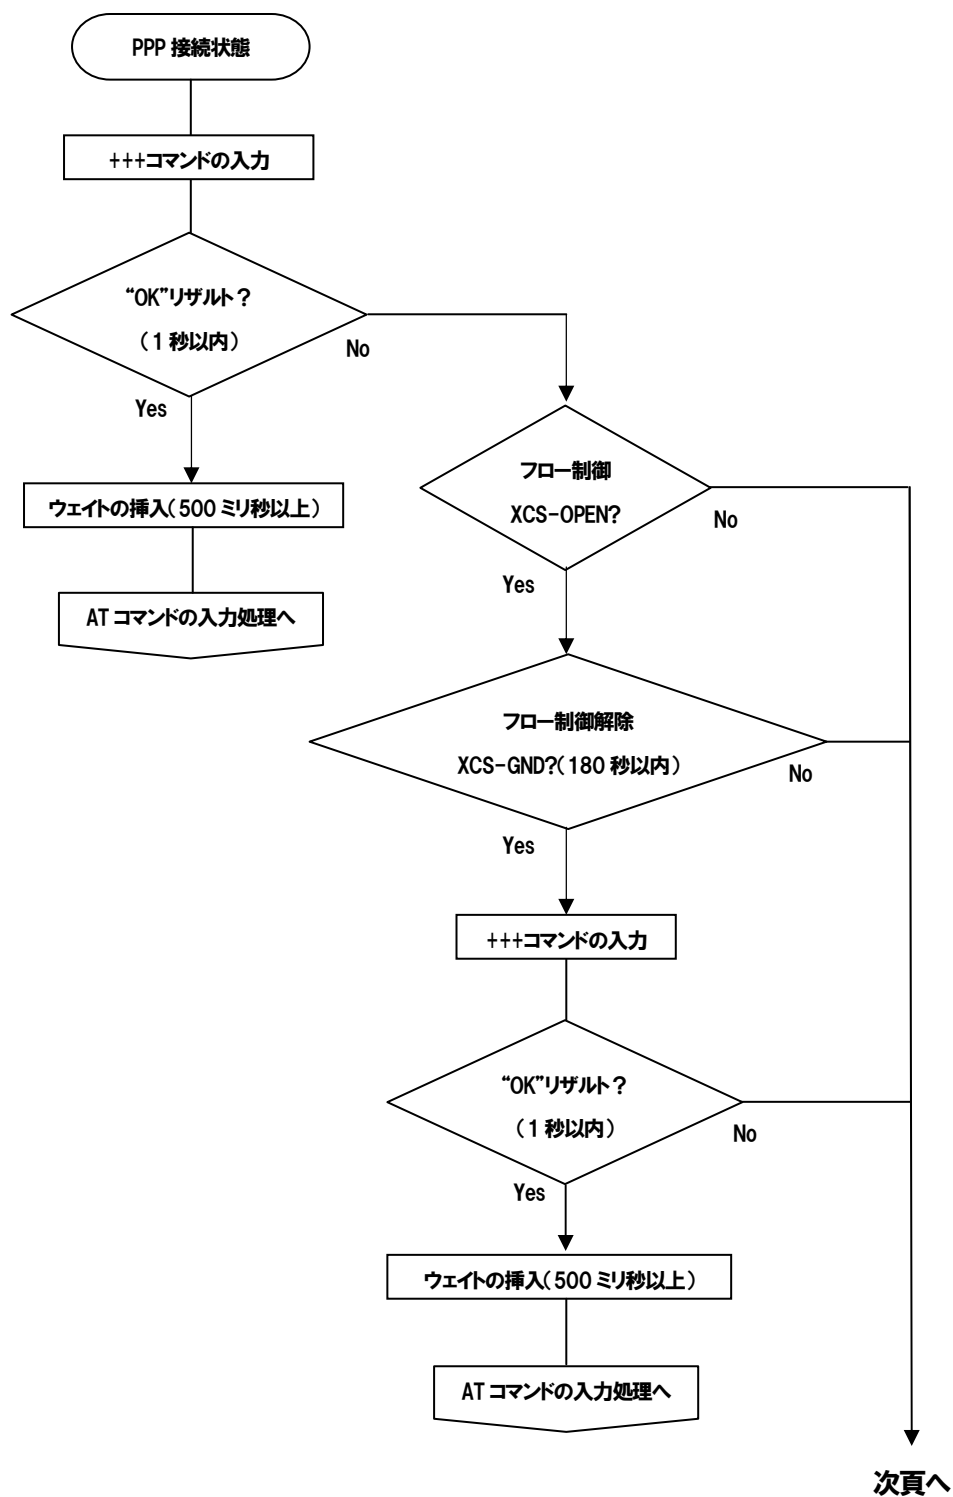 PPP 接続状態
+++コマンドの入力
“OK”リザルト？
（1 秒以内）
No
Yes
ウェイトの挿入（500 ミリ秒以上）
AT コマンドの入力処理へ
フロー制御
XCS-OPEN?
No
Yes
フロー制御解除
XCS-GND?（180 秒以内）
No
Yes
+++コマンドの入力
“OK”リザルト？
（1 秒以内）
No
Yes
ウェイトの挿入（500 ミリ秒以上）
AT コマンドの入力処理へ
次頁へ